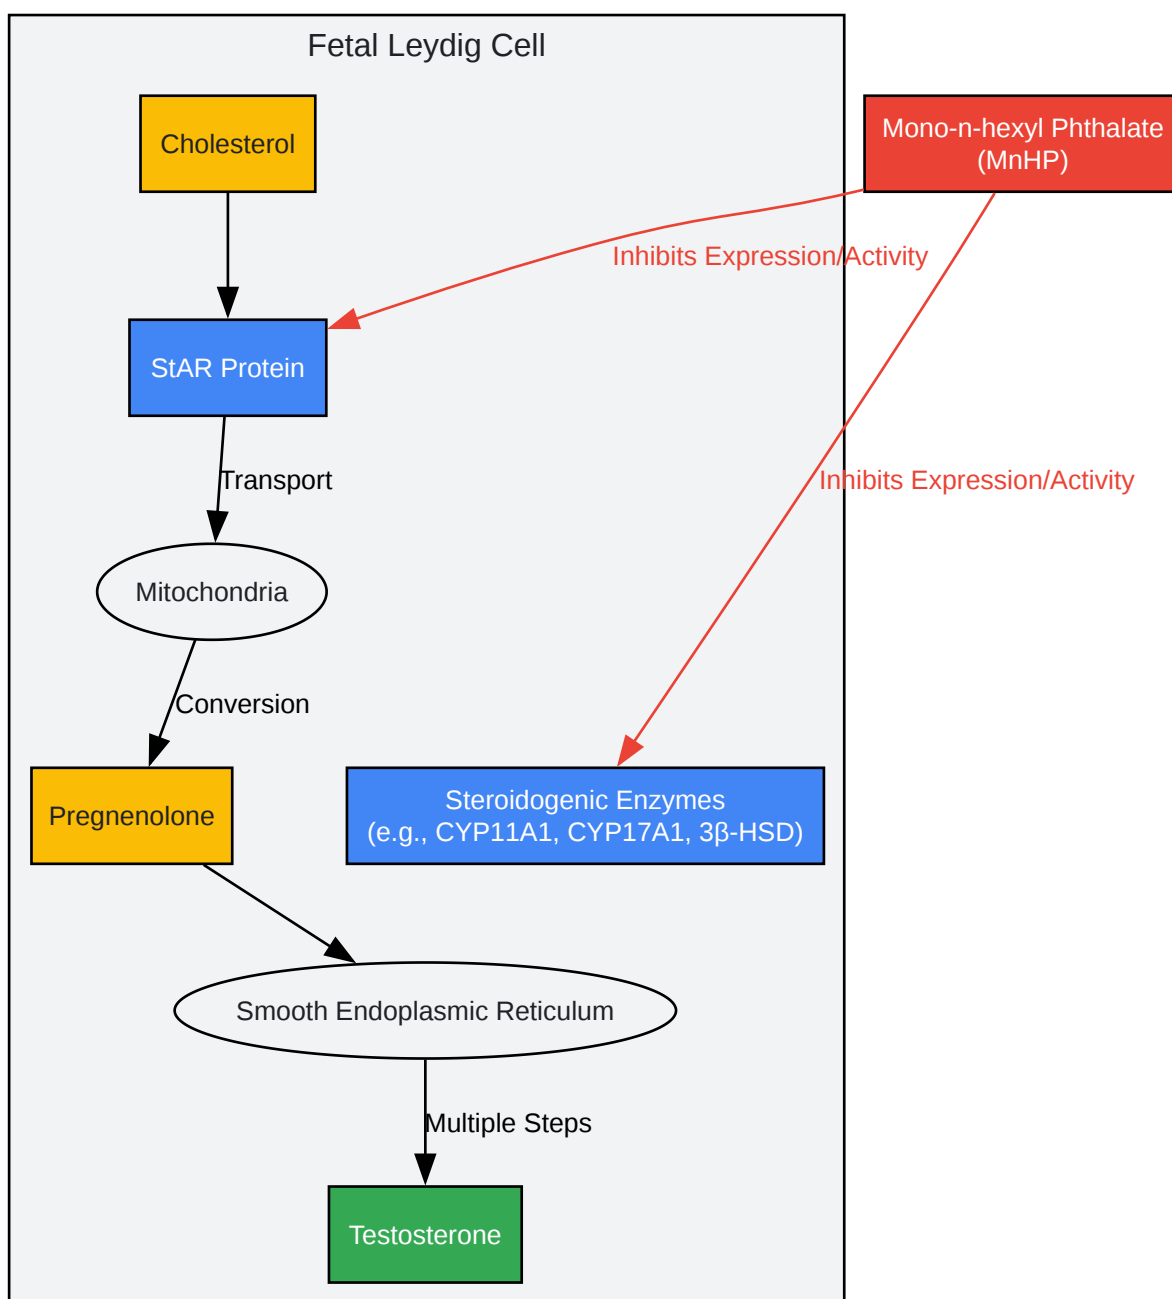 Fetal Leydig Cell
Cholesterol
Mono-n-hexyl Phthalate
(MnHP)
Inhibits Expression/Activity
StAR Protein
Transport
Inhibits Expression/Activity
Mitochondria
Conversion
Pregnenolone
Steroidogenic Enzymes
(e.g., CYP11A1, CYP17A1, 3β-HSD)
Smooth Endoplasmic Reticulum
Multiple Steps
Testosterone